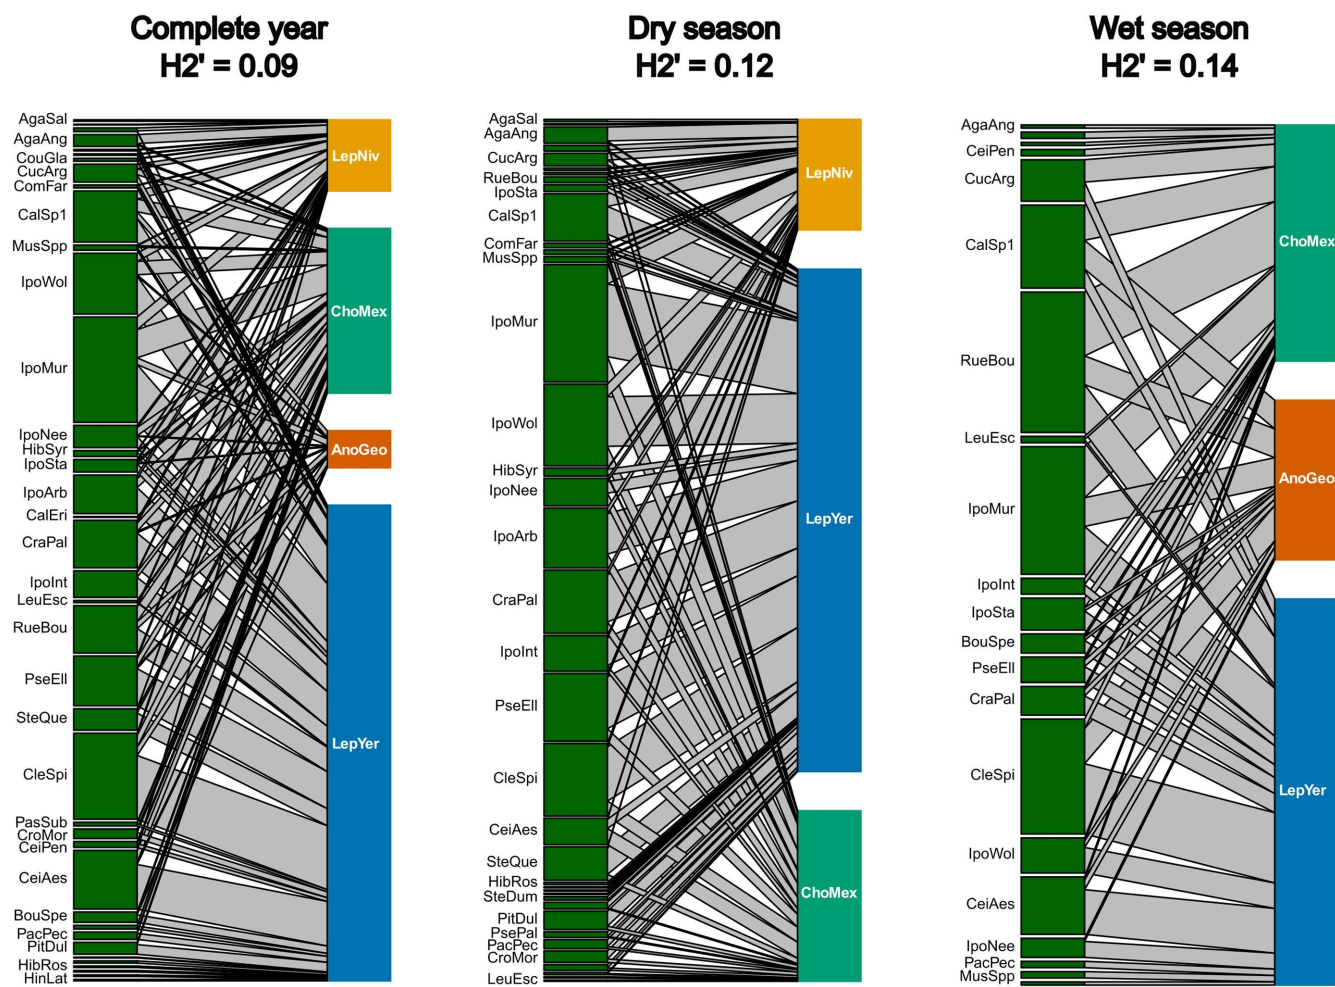 Complete year
H2' = 0.09
AgaSal
AgaAng
CouGla
CucArg
ComFar
CalSp1
MusSpp
IpoWol
IpoMur
IpoNee
HibSyr
IpoSta
IpoArb
CalEri
CraPal
IpoInt
LeuEsc
RueBou
PseEll
SteQue
CleSpi
PasSub
CroMor
CeiPen
CeiAes
BouSpe
PacPec
PitDul
HibRos
HinLat
LepNiv
ChoMex
AnoGeo
LepYer
Dry season
H2' = 0.12
AgaSal
AgaAng
CucArg
RueBou
IpoSta
CalSp1
ComFar
MusSpp
IpoMur
IpoWol
HibSyr
IpoNee
IpoArb
CraPal
IpoInt
PseEll
CleSpi
CeiAes
SteQue
HibRos
SteDum
PitDul
PsePal
PacPec
CroMor
LeuEsc
LepNiv
LepYer
ChoMex
Wet season
H2' = 0.14
AgaAng
CeiPen
CucArg
CalSp1
RueBou
LeuEsc
IpoMur
IpoInt
IpoSta
BouSpe
PseEll
CraPal
CleSpi
IpoWol
CeiAes
IpoNee
PacPec
MusSpp
ChoMex
AnoGeo
LepYer